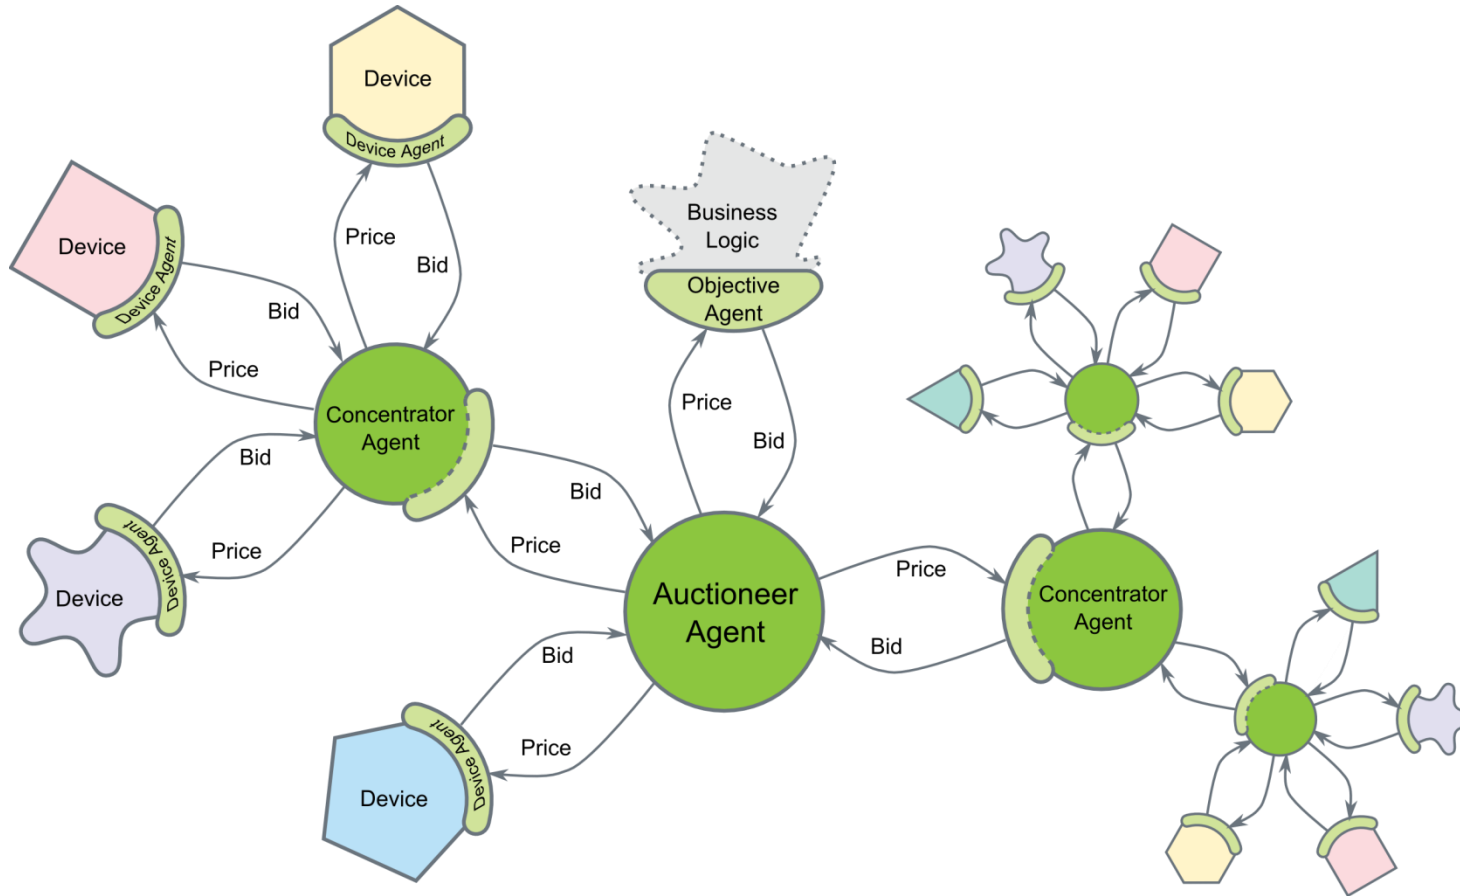 Device
Device Agent
Price
Bid
Device
Device Agent
Bid
Price
Concentrator
Agent
Bid
Price
Device Agent
Device
Business
Logic
Objective
Agent
Price
Bid
Bid
Price
Auctioneer
Agent
Price
Bid
Concentrator
Agent
Bid
Price
Device Agent
Device